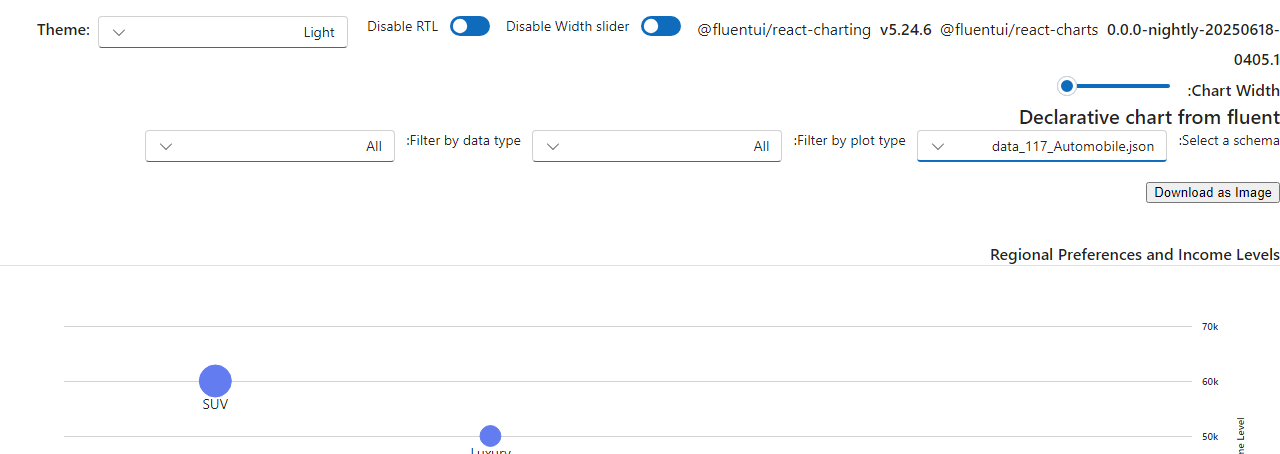 Theme: Light Disable RTL Disable Width slider @fluentui/react-charting v5.24.6 @fluentui/react-charts 0.0.0-nightly-20250618-
0405.1
:Chart Width
Declarative chart from fluent
:Select a schema data_117_Automobile.json :Filter by plot type All :Filter by data type All
Download as Image
Regional Preferences and Income Levels
70k
60k
SUV
50k
Luxury
Level